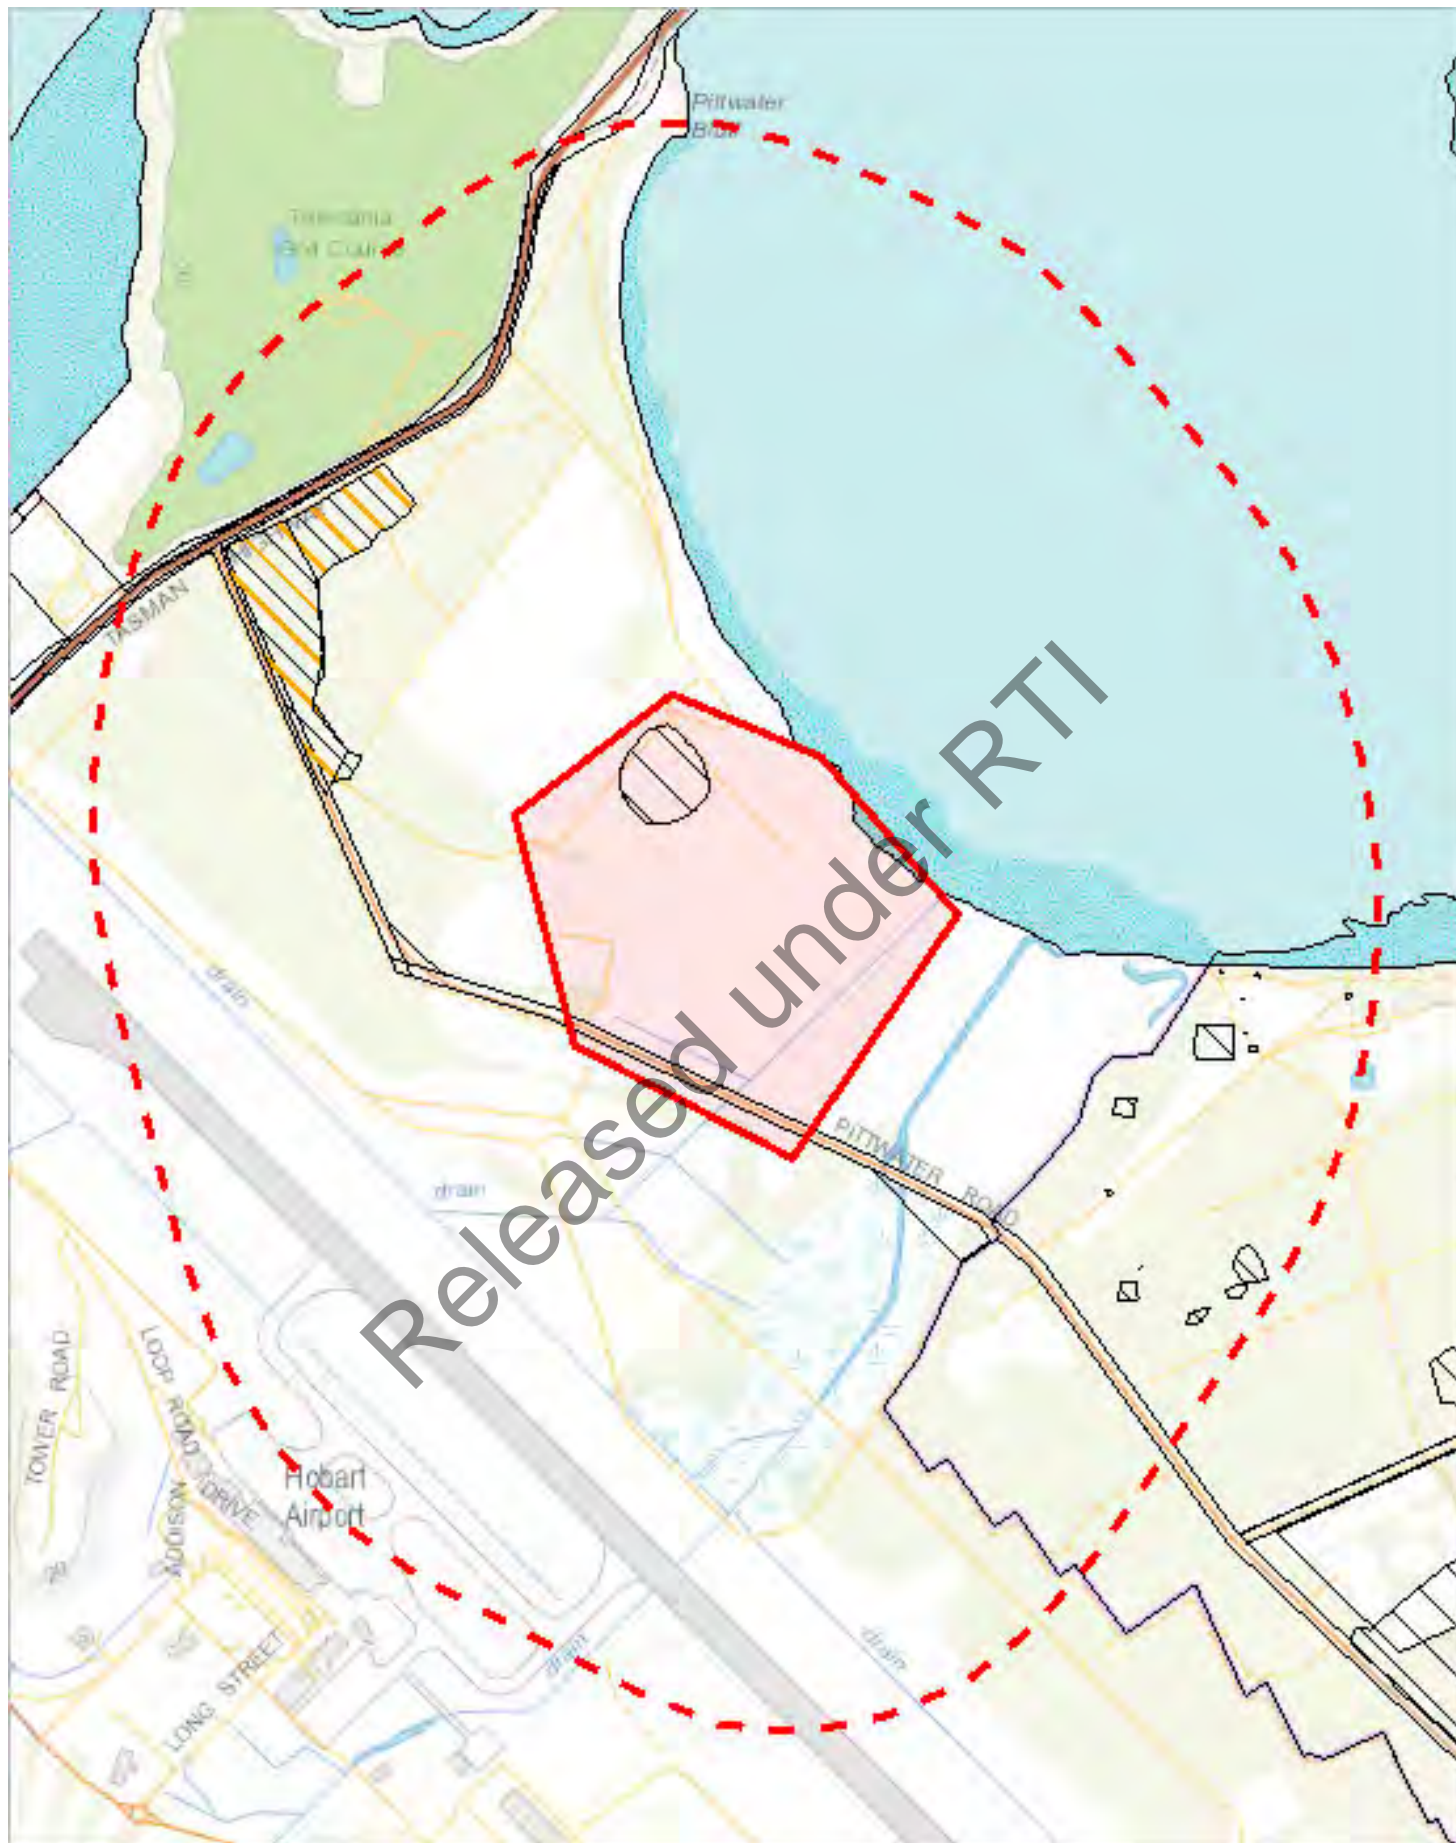 Pittwater
Bluff
Tasmania
Golf Course
TASMAN
drain
Released under RTI
PITTWATER ROAD
drain
TOWER ROAD
LOOP ROAD
ADDISON DRIVE
Hobart
Airport
LONG STREET
drain
drain